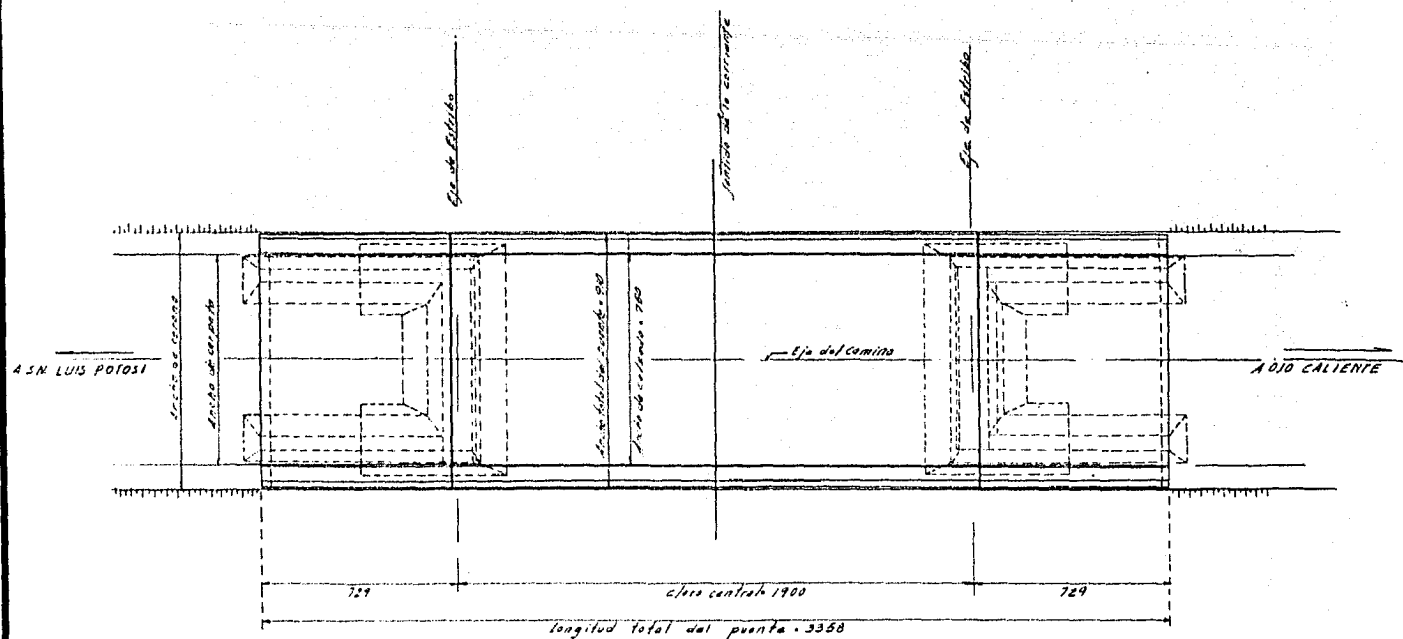 Eje de Estribo
Sentido de la corriente
Eje de Estribo
Ancho de corona
Ancho de carpeta
Ancho total del puente = 920
Ancho de calzada = 760
Eje del Camino
A SN. LUIS POTOSI
A OJO CALIENTE
729
claro central = 1900
729
longitud total del puente = 3358